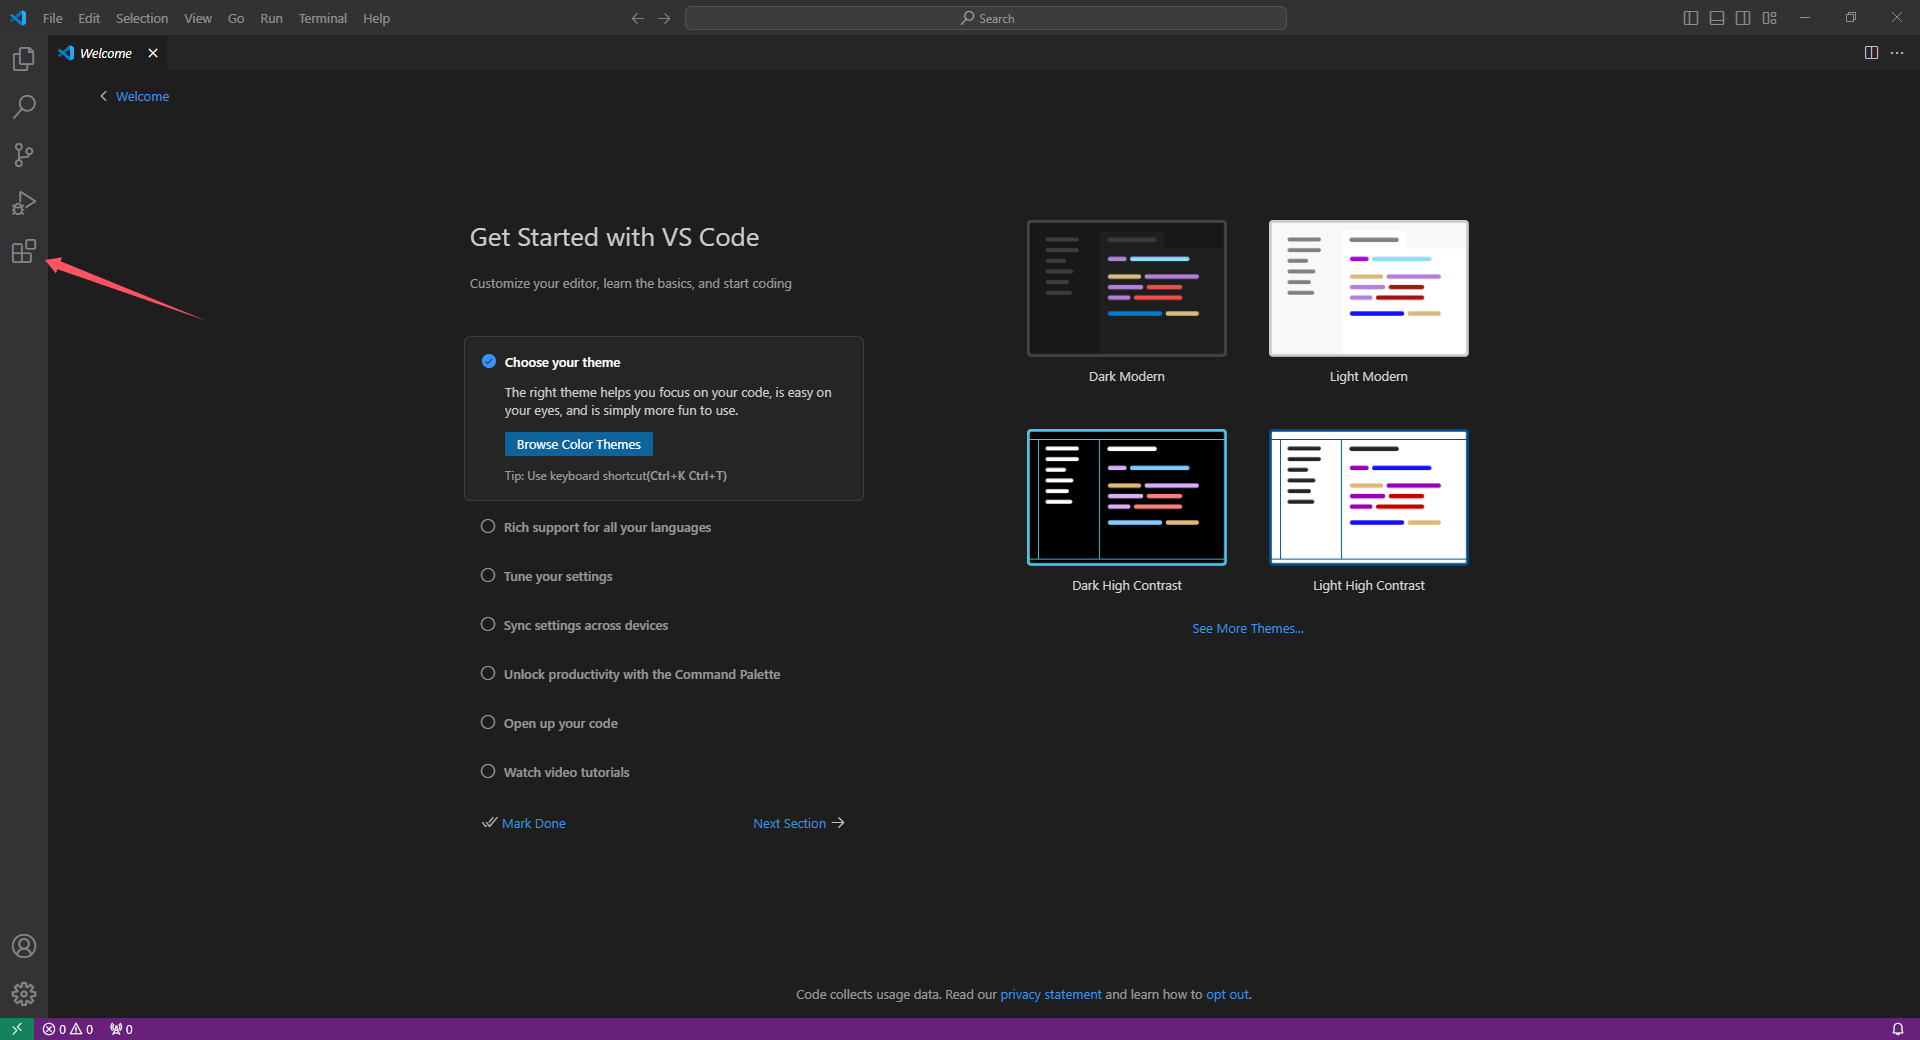 File Edit Selection View Go Run Terminal Help
Search
Welcome
Welcome
Get Started with VS Code
Customize your editor, learn the basics, and start coding
Choose your theme
The right theme helps you focus on your code, is easy on
your eyes, and is simply more fun to use.
Browse Color Themes
Tip: Use keyboard shortcut(Ctrl+K Ctrl+T)
Rich support for all your languages
Tune your settings
Sync settings across devices
Unlock productivity with the Command Palette
Open up your code
Watch video tutorials
Mark Done
Next Section
Dark Modern
Light Modern
Dark High Contrast
Light High Contrast
See More Themes...
Code collects usage data. Read our privacy statement and learn how to opt out.
0 0 0